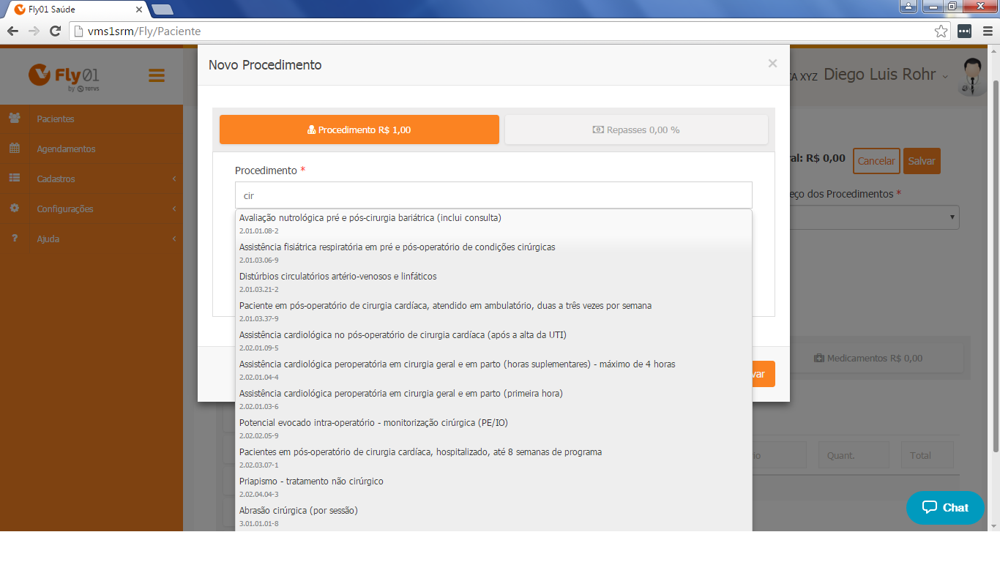 Fly01 Saúde
vms1srm/Fly/Paciente
Novo Procedimento
Fly01
by TOTVS
CA XYZ Diego Luis Rohr
Pacientes
Agendamentos
Cadastros
Configurações
Ajuda
Procedimento R$ 1,00
Repasses 0,00 %
ral: R$ 0,00
Cancelar
Salvar
Procedimento *
eço dos Procedimentos *
cir
Avaliação nutrológica pré e pós-cirurgia bariátrica (inclui consulta)
2.01.01.08-2
Assistência fisiátrica respiratória em pré e pós-operatório de condições cirúrgicas
2.01.03.06-9
Distúrbios circulatórios artério-venosos e linfáticos
2.01.03.21-2
Paciente em pós-operatório de cirurgia cardíaca, atendido em ambulatório, duas a três vezes por semana
2.01.03.37-9
Assistência cardiológica no pós-operatório de cirurgia cardíaca (após a alta da UTI)
2.02.01.09-5
Assistência cardiológica peroperatória em cirurgia geral e em parto (horas suplementares) - máximo de 4 horas
2.02.01.04-4
Assistência cardiológica peroperatória em cirurgia geral e em parto (primeira hora)
2.02.01.03-6
Potencial evocado intra-operatório - monitorização cirúrgica (PE/IO)
2.02.02.05-9
Pacientes em pós-operatório de cirurgia cardíaca, hospitalizado, até 8 semanas de programa
2.02.03.07-1
Priapismo - tratamento não cirúrgico
2.02.04.04-3
Abrasão cirúrgica (por sessão)
3.01.01.01-8
Medicamentos R$ 0,00
var
io
Quant.
Total
Chat